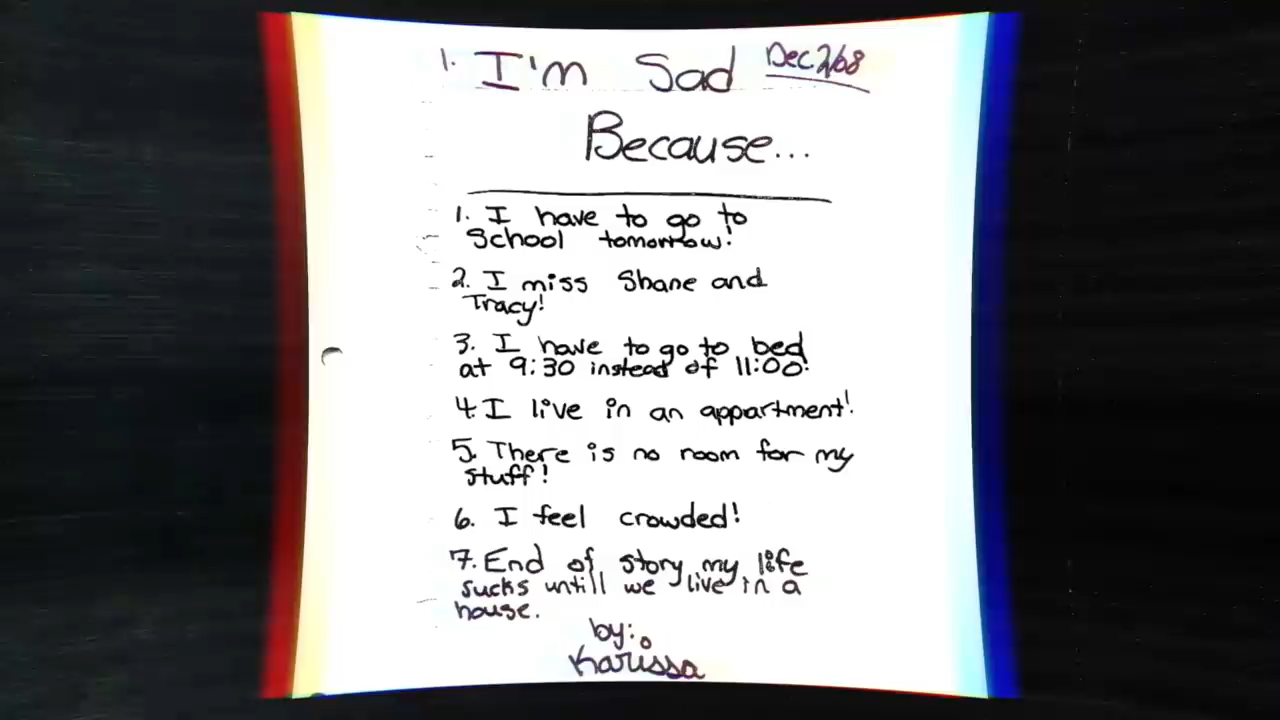 1. I'm Sad Dec. 2/08
Because...
1. I have to go to
School tomorrow!
2. I miss Shane and
Tracy!
3. I have to go to bed
at 9:30 instead of 11:00!
4. I live in an appartment!
5. There is no room for my
stuff!
6. I feel crowded!
7. End of story my life
sucks untill we live in a
house.
by:
Karissa